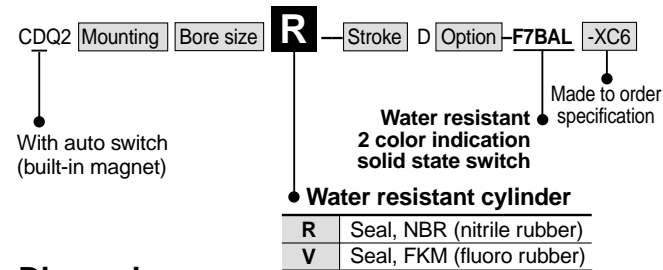 CDQ2 Mounting Bore size R — Stroke D Option – F7BAL -XC6
Made to order
specification
Water resistant
2 color indication
solid state switch
With auto switch
(built-in magnet)
Water resistant cylinder
R Seal, NBR (nitrile rubber)
V Seal, FKM (fluoro rubber)